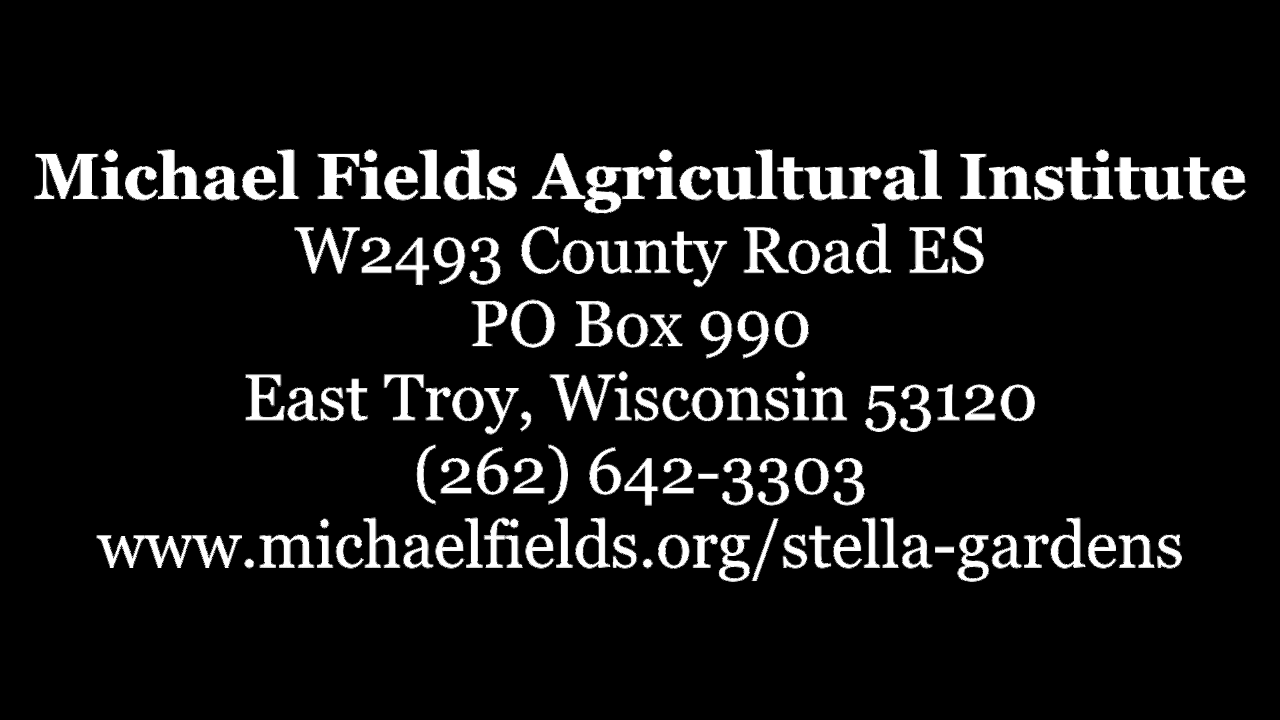 Michael Fields Agricultural Institute
W2493 County Road ES
PO Box 990
East Troy, Wisconsin 53120
(262) 642-3303
www.michaelfields.org/stella-gardens